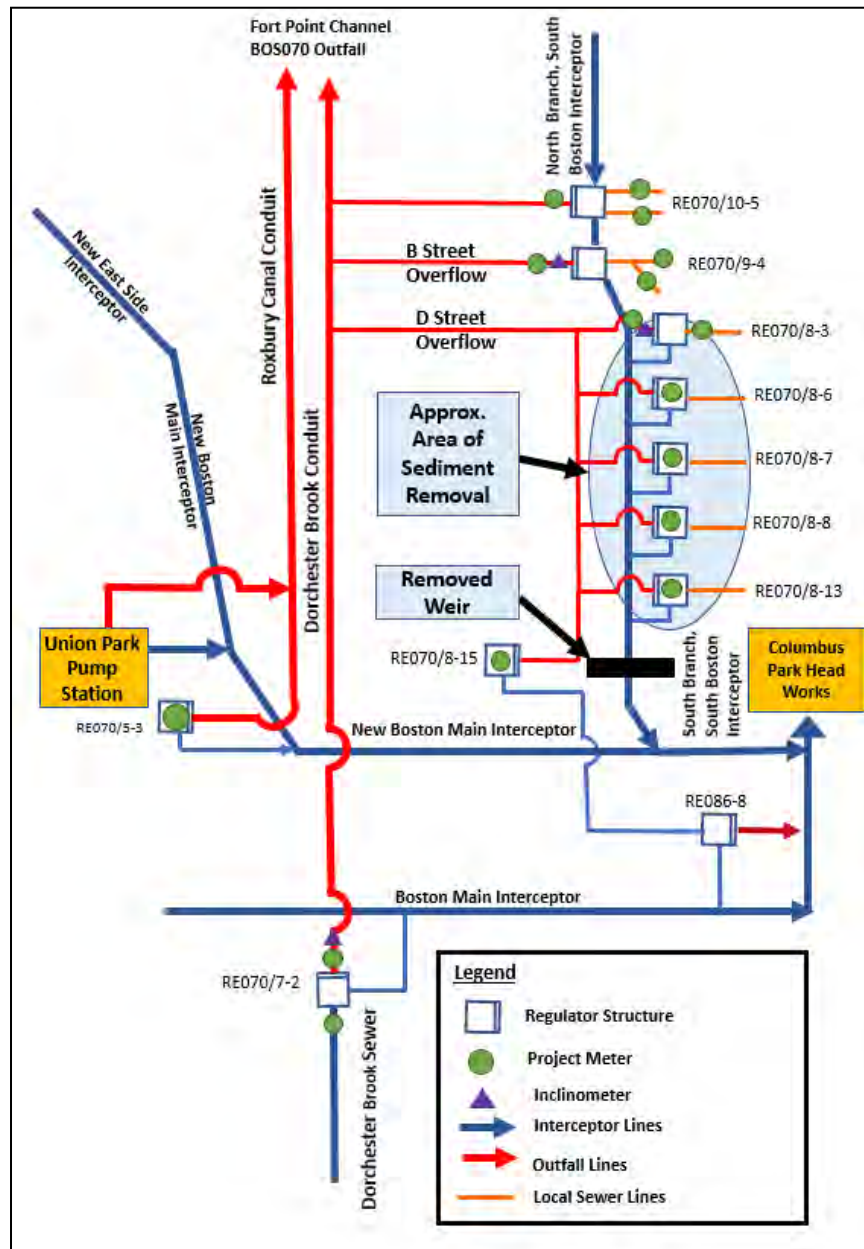 Fort Point Channel
BOS070 Outfall
North Branch, South
Boston Interceptor
RE070/10-5
New East Side
Interceptor
Roxbury Canal Conduit
B Street
Overflow
RE070/9-4
D Street
Overflow
RE070/8-3
New Boston
Main Interceptor
Dorchester Brook Conduit
Approx.
Area of
Sediment
Removal
RE070/8-6
RE070/8-7
RE070/8-8
Removed
Weir
RE070/8-13
Union Park
Pump
Station
RE070/8-15
South Branch,
South Boston
Interceptor
Columbus
Park Head
Works
RE070/5-3
New Boston Main Interceptor
RE086-8
Boston Main Interceptor
RE070/7-2
Dorchester Brook Sewer
Legend
Regulator Structure
Project Meter
Inclinometer
Interceptor Lines
Outfall Lines
Local Sewer Lines